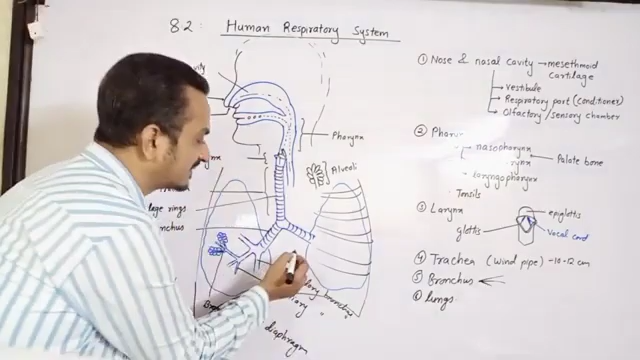 82: Human Respiratory System
① Nose & nasal cavity → mesethmoid
cartilage
→ Vestibule
→ Respiratory part (conditioner)
→ Olfactory/sensory chamber
② Pharynx
nasopharynx
Palate bone
laryngopharynx
Tonsils
③ Larynx
epiglottis
glottis
Vocal cord
④ Trachea (wind pipe) - 10-12 cm
⑤ Bronchus
⑥ lungs
Pharynx
Alveoli
rings
diaphragm